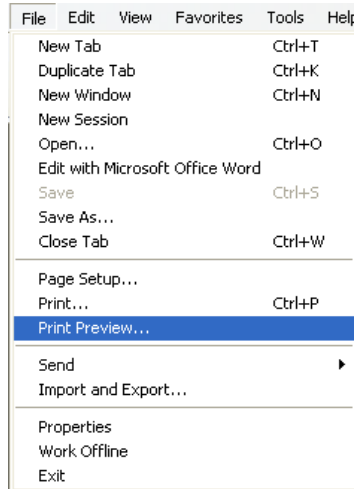 File Edit View Favorites Tools Help
New Tab Ctrl+T
Duplicate Tab Ctrl+K
New Window Ctrl+N
New Session
Open... Ctrl+O
Edit with Microsoft Office Word
Save Ctrl+S
Save As...
Close Tab Ctrl+W
Page Setup...
Print... Ctrl+P
Print Preview...
Send
Import and Export...
Properties
Work Offline
Exit